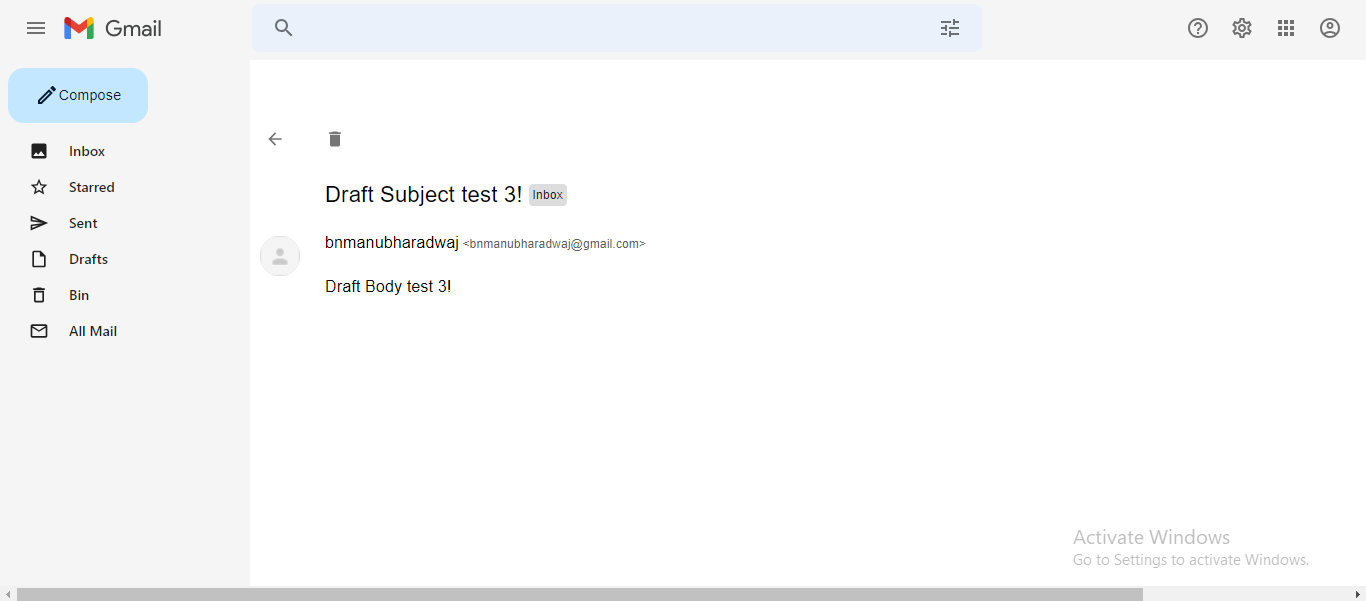 Gmail
Compose
Inbox
Starred
Sent
Drafts
Bin
All Mail
Draft Subject test 3! Inbox
bnmanubharadwaj <bnmanubharadwaj@gmail.com>
Draft Body test 3!
Activate Windows
Go to Settings to activate Windows.